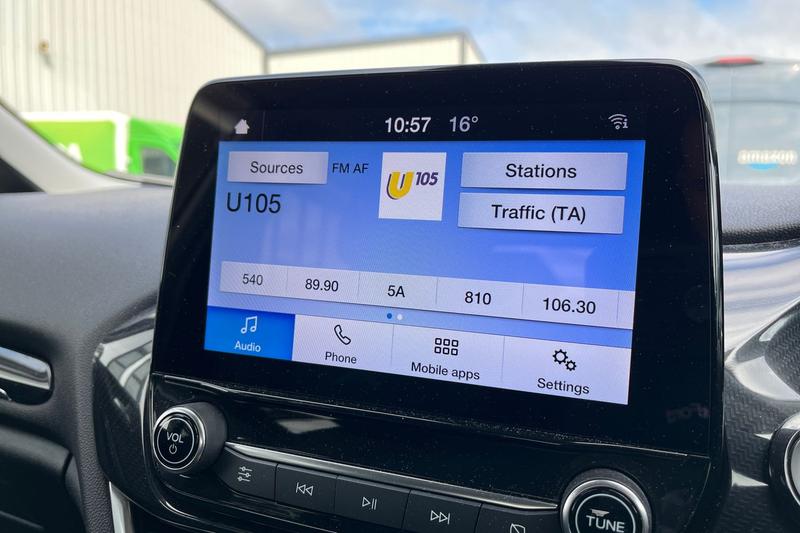 10:57 16°
Sources FM AF
U105
Stations
U105
Traffic (TA)
540 89.90 5A 810 106.30
Audio Phone Mobile apps Settings
VOL
TUNE
amazon